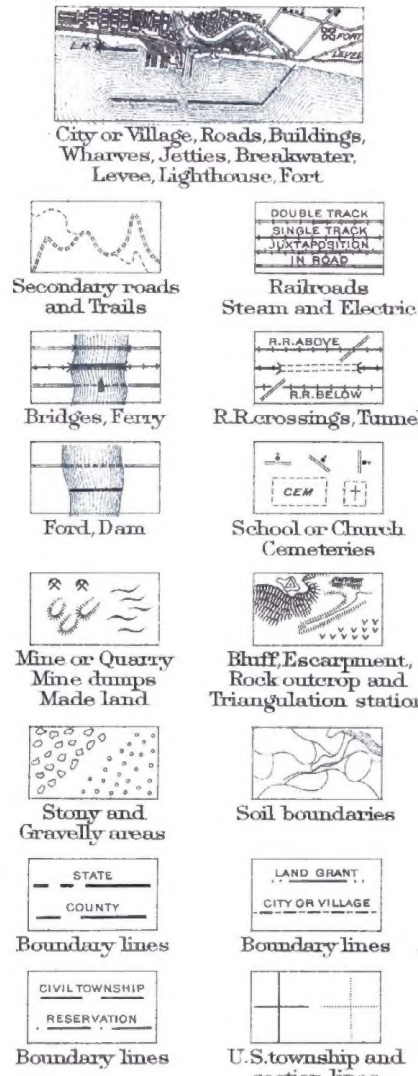 L.H.
FORT
LEVEE
City or Village, Roads, Buildings,
Wharves, Jetties, Breakwater,
Levee, Lighthouse, Fort
Secondary roads
and Trails
DOUBLE TRACK
SINGLE TRACK
JUXTAPOSITION
IN ROAD
Railroads
Steam and Electric
Bridges, Ferry
R.R. ABOVE
R.R. BELOW
R.R. crossings, Tunnel
Ford, Dam
CEM
School or Church
Cemeteries
Mine or Quarry
Mine dumps
Made land
Bluff, Escarpment,
Rock outcrop and
Triangulation station
Stony and
Gravelly areas
Soil boundaries
STATE
COUNTY
Boundary lines
LAND GRANT
CITY OR VILLAGE
Boundary lines
CIVIL TOWNSHIP
RESERVATION
Boundary lines
U.S. township and
section lines